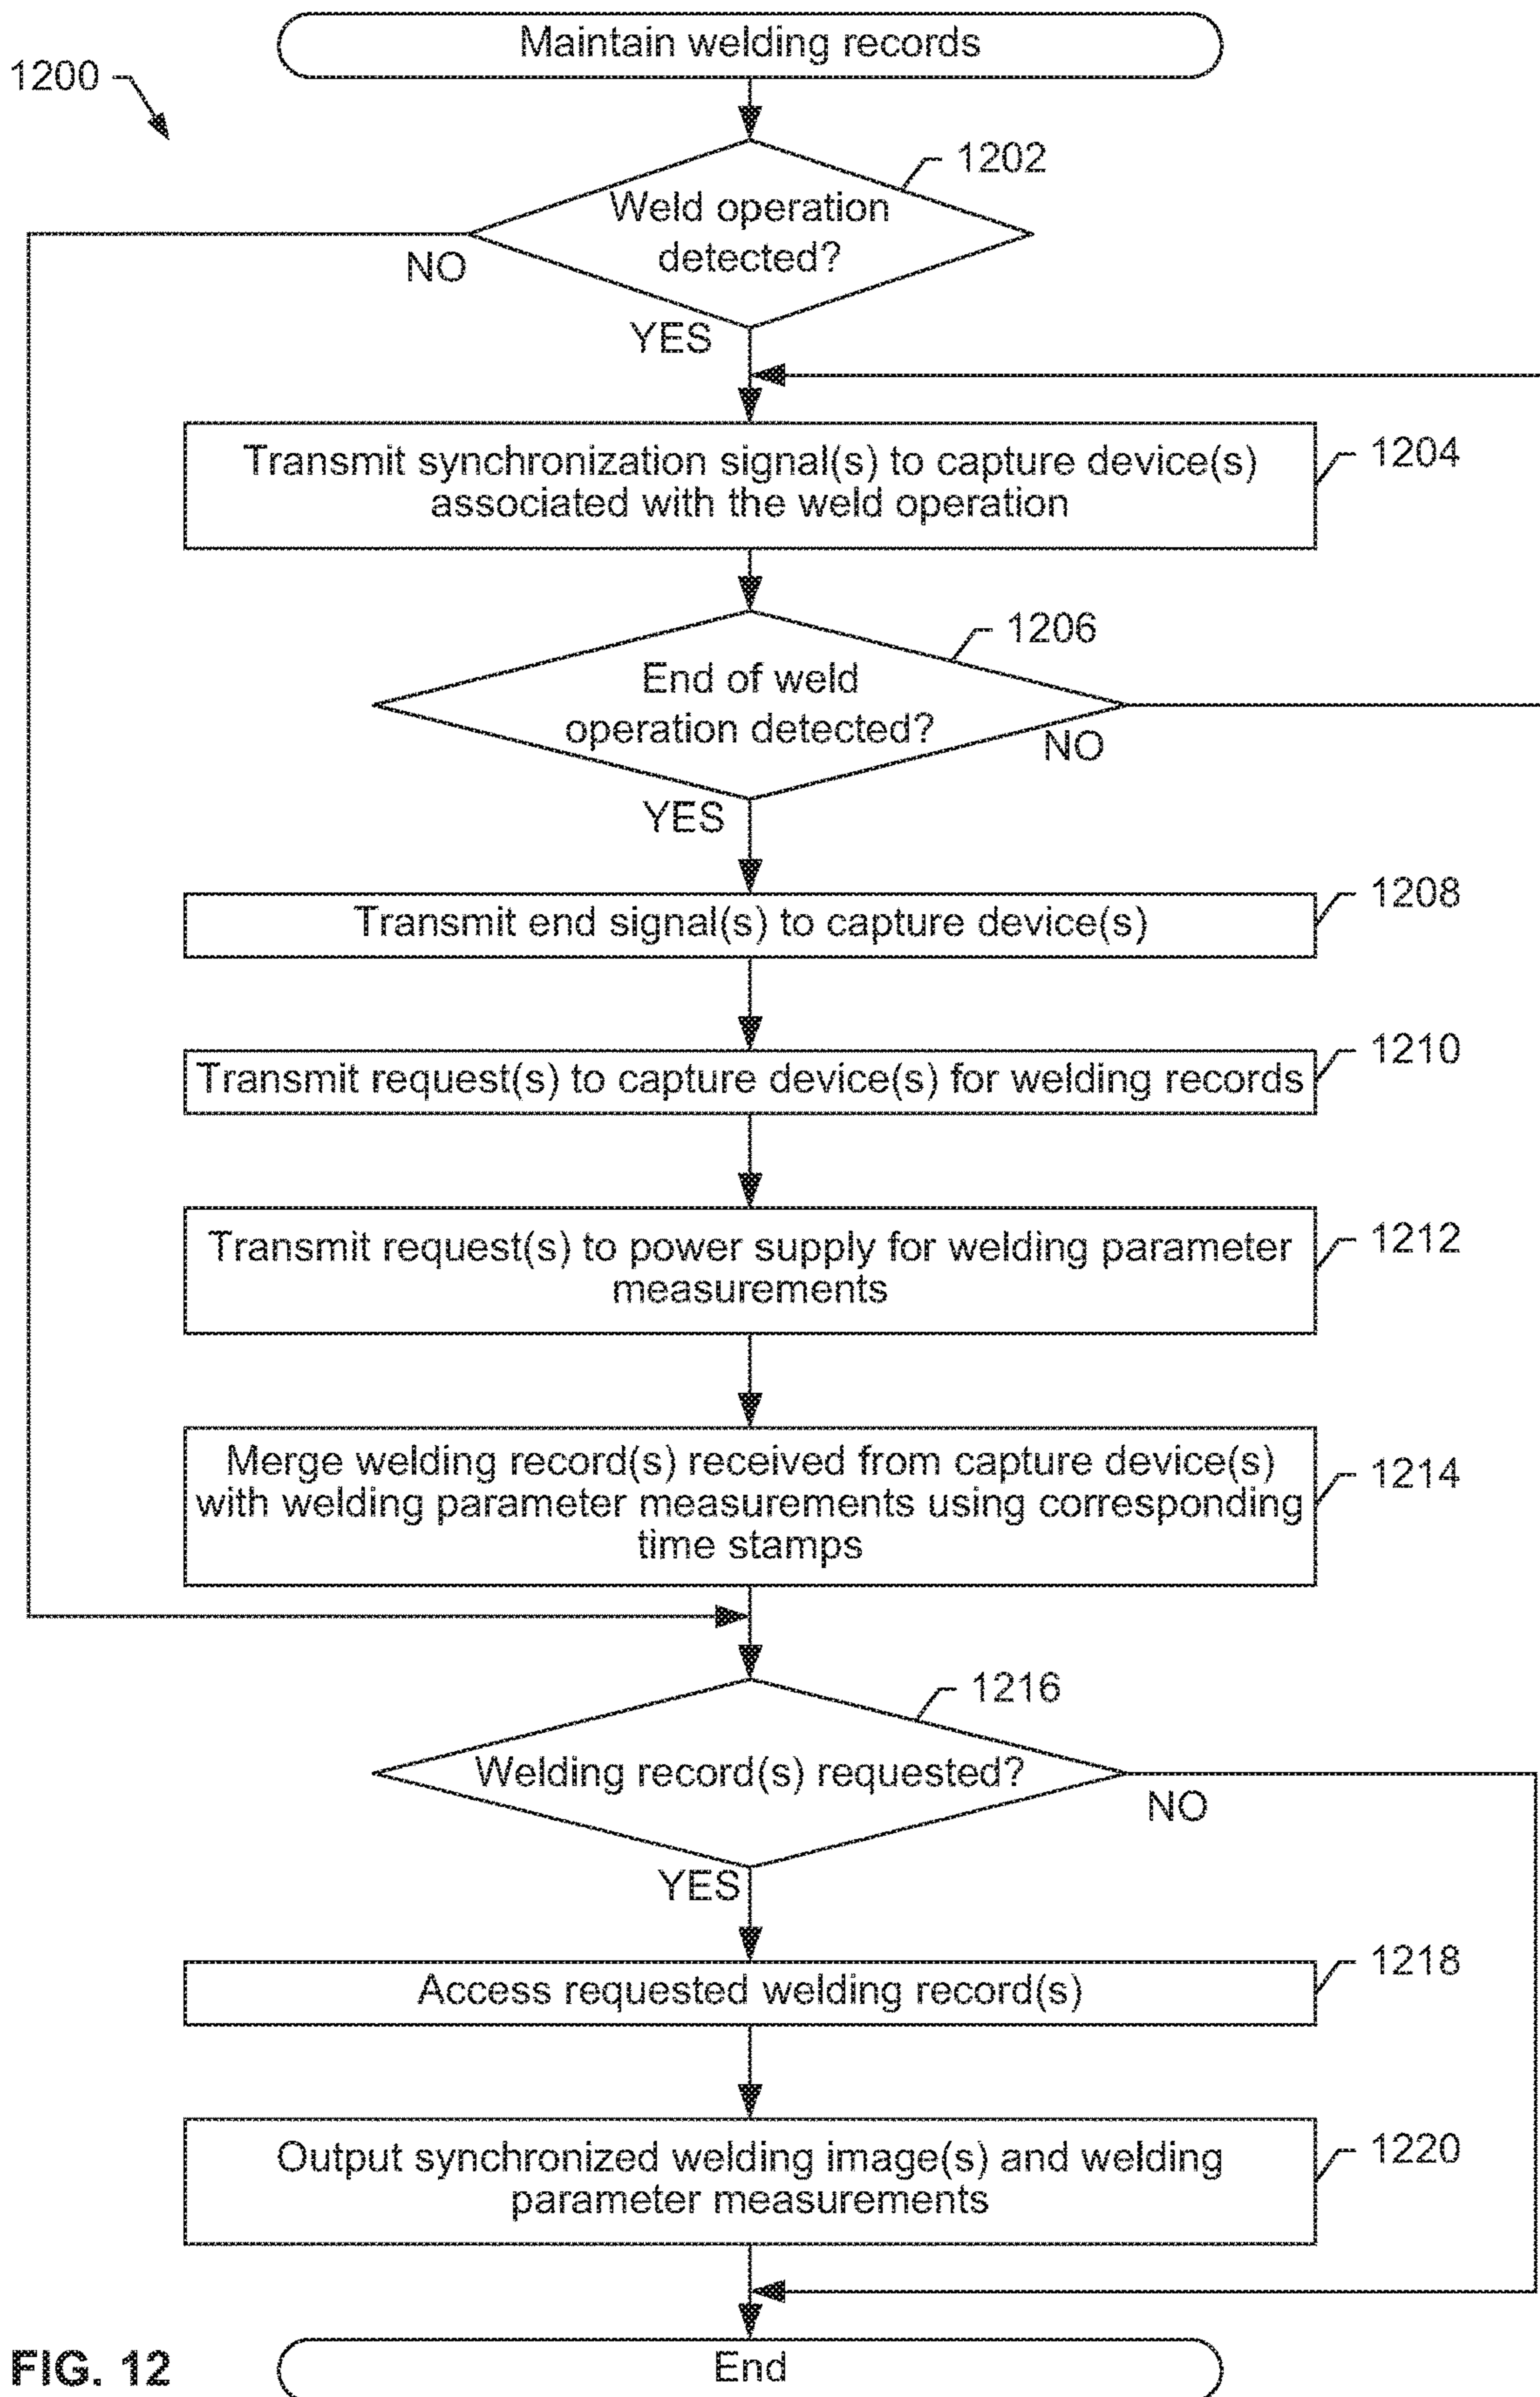 Maintain welding records
1200
1202
Weld operation
detected?
NO
YES
Transmit synchronization signal(s) to capture device(s)
associated with the weld operation
1204
1206
End of weld
operation detected?
NO
YES
Transmit end signal(s) to capture device(s)
1208
Transmit request(s) to capture device(s) for welding records
1210
Transmit request(s) to power supply for welding parameter
measurements
1212
Merge welding record(s) received from capture device(s)
with welding parameter measurements using corresponding
time stamps
1214
1216
Welding record(s) requested?
NO
YES
Access requested welding record(s)
1218
Output synchronized welding image(s) and welding
parameter measurements
1220
End
FIG. 12